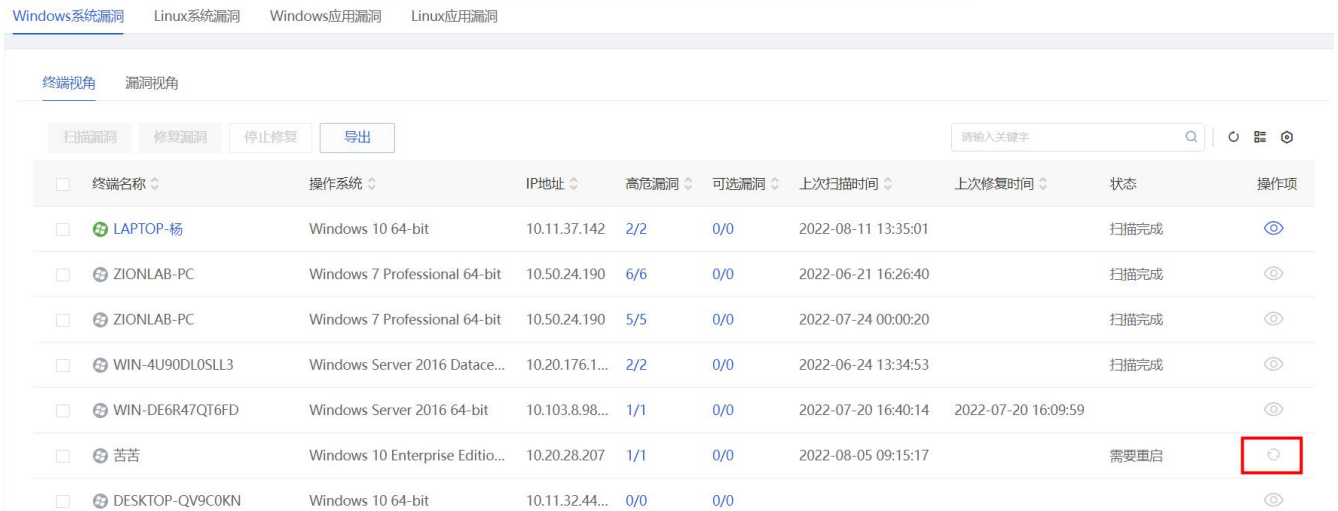 Windows系统漏洞 Linux系统漏洞 Windows应用漏洞 Linux应用漏洞
终端视角 漏洞视角
扫描漏洞 修复漏洞 停止修复 导出 请输入关键字
终端名称 操作系统 IP地址 高危漏洞 可选漏洞 上次扫描时间 上次修复时间 状态 操作项
LAPTOP-杨 Windows 10 64-bit 10.11.37.142 2/2 0/0 2022-08-11 13:35:01 扫描完成
ZIONLAB-PC Windows 7 Professional 64-bit 10.50.24.190 6/6 0/0 2022-06-21 16:26:40 扫描完成
ZIONLAB-PC Windows 7 Professional 64-bit 10.50.24.190 5/5 0/0 2022-07-24 00:00:20 扫描完成
WIN-4U90DL0SLL3 Windows Server 2016 Datace... 10.20.176.1... 2/2 0/0 2022-06-24 13:34:53 扫描完成
WIN-DE6R47QT6FD Windows Server 2016 64-bit 10.103.8.98... 1/1 0/0 2022-07-20 16:40:14 2022-07-20 16:09:59
苦苦 Windows 10 Enterprise Editio... 10.20.28.207 1/1 0/0 2022-08-05 09:15:17 需要重启
DESKTOP-QV9C0KN Windows 10 64-bit 10.11.32.44... 0/0 0/0